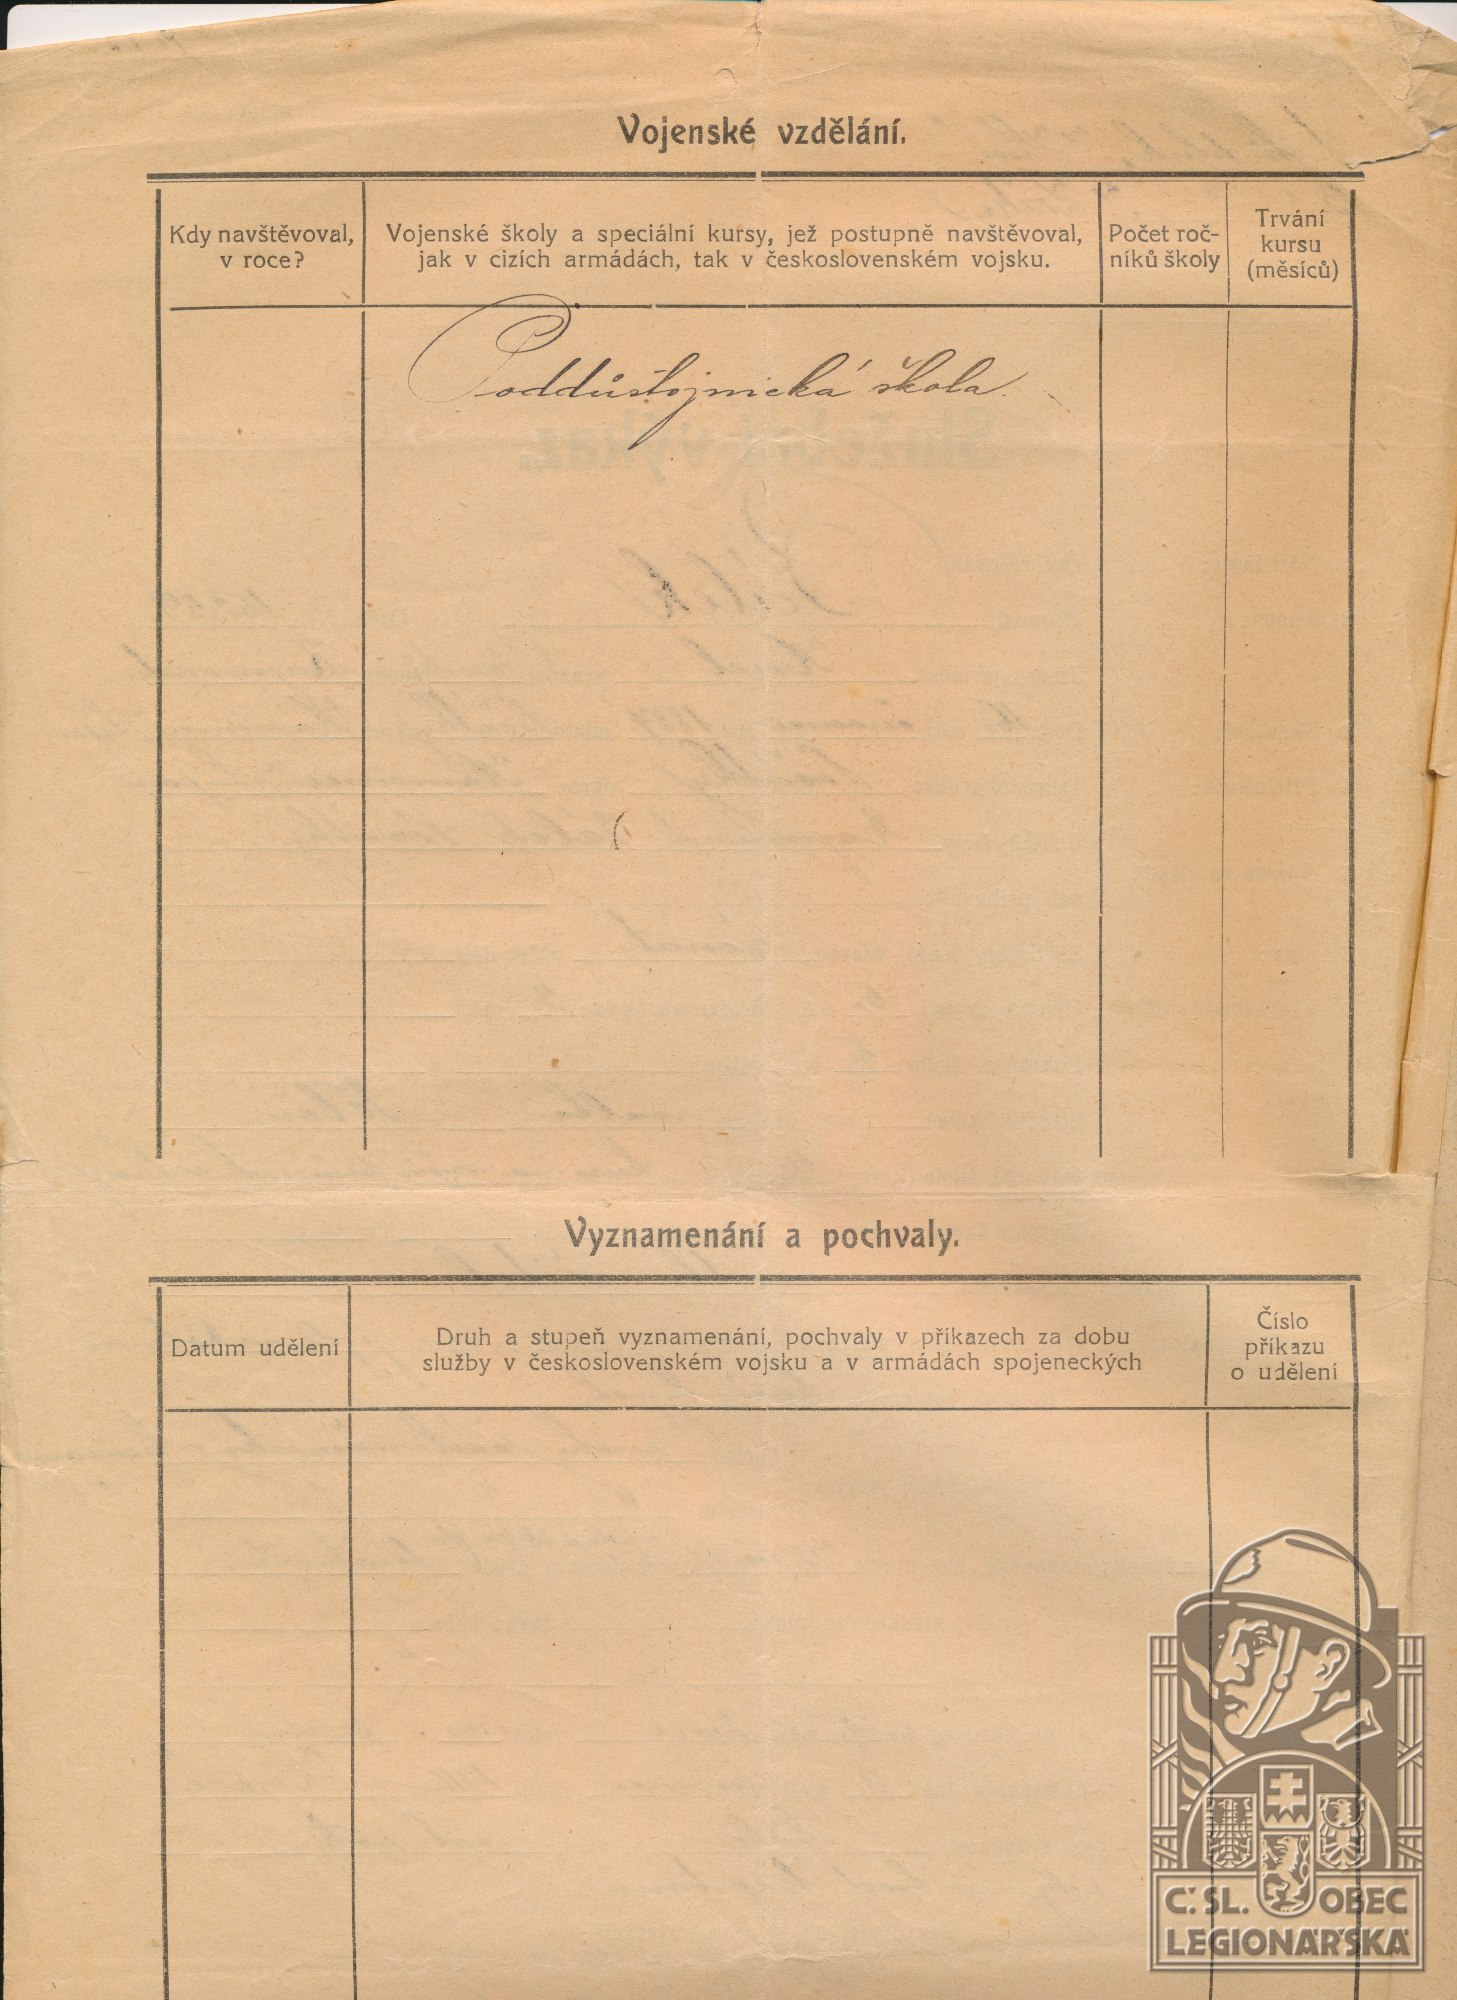 Vojenské vzdělání.
Kdy navštěvoval,
v roce?
Vojenské školy a speciální kursy, jež postupně navštěvoval,
jak v cizích armádách, tak v československém vojsku.
Počet roč-
níků školy
Trvání
kursu
(měsíců)
Poddůstojnická škola.
Vyznamenání a pochvaly.
Datum udělení
Druh a stupeň vyznamenání, pochvaly v příkazech za dobu
služby v československém vojsku a v armádách spojeneckých
Číslo
příkazu
o udělení
Č. SL. OBEC
LEGIONÁŘSKÁ